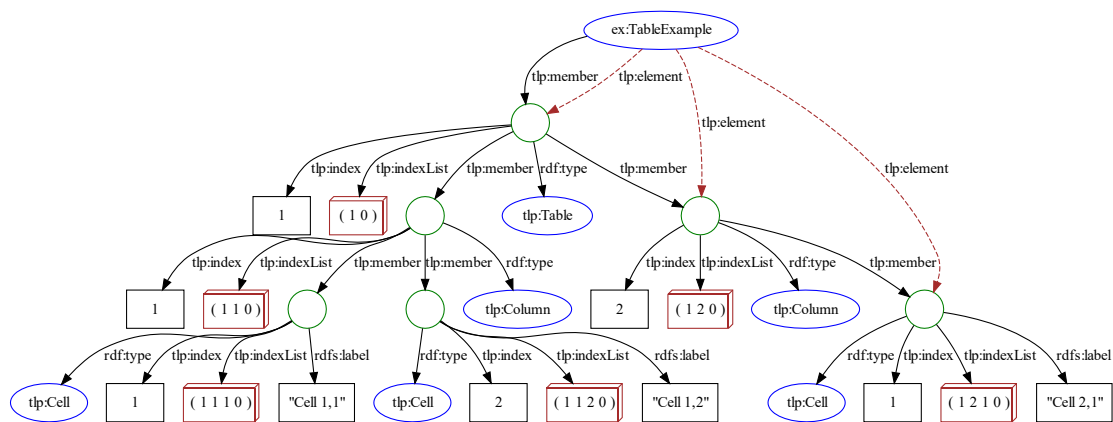 ex:TableExample
tlp:member tlp:element
tlp:element
tlp:element
tlp:index tlp:indexList tlp:member rdf:type tlp:member
1 ( 1 0 ) tlp:Table
tlp:index tlp:indexList tlp:member tlp:member rdf:type tlp:index tlp:indexList rdf:type tlp:member
1 ( 1 1 0 ) tlp:Column 2 ( 1 2 0 ) tlp:Column
rdf:type tlp:index tlp:indexList rdfs:label rdf:type tlp:index tlp:indexList rdfs:label rdf:type tlp:index tlp:indexList rdfs:label
tlp:Cell 1 ( 1 1 1 0 ) "Cell 1,1" tlp:Cell 2 ( 1 1 2 0 ) "Cell 1,2" tlp:Cell 1 ( 1 2 1 0 ) "Cell 2,1"